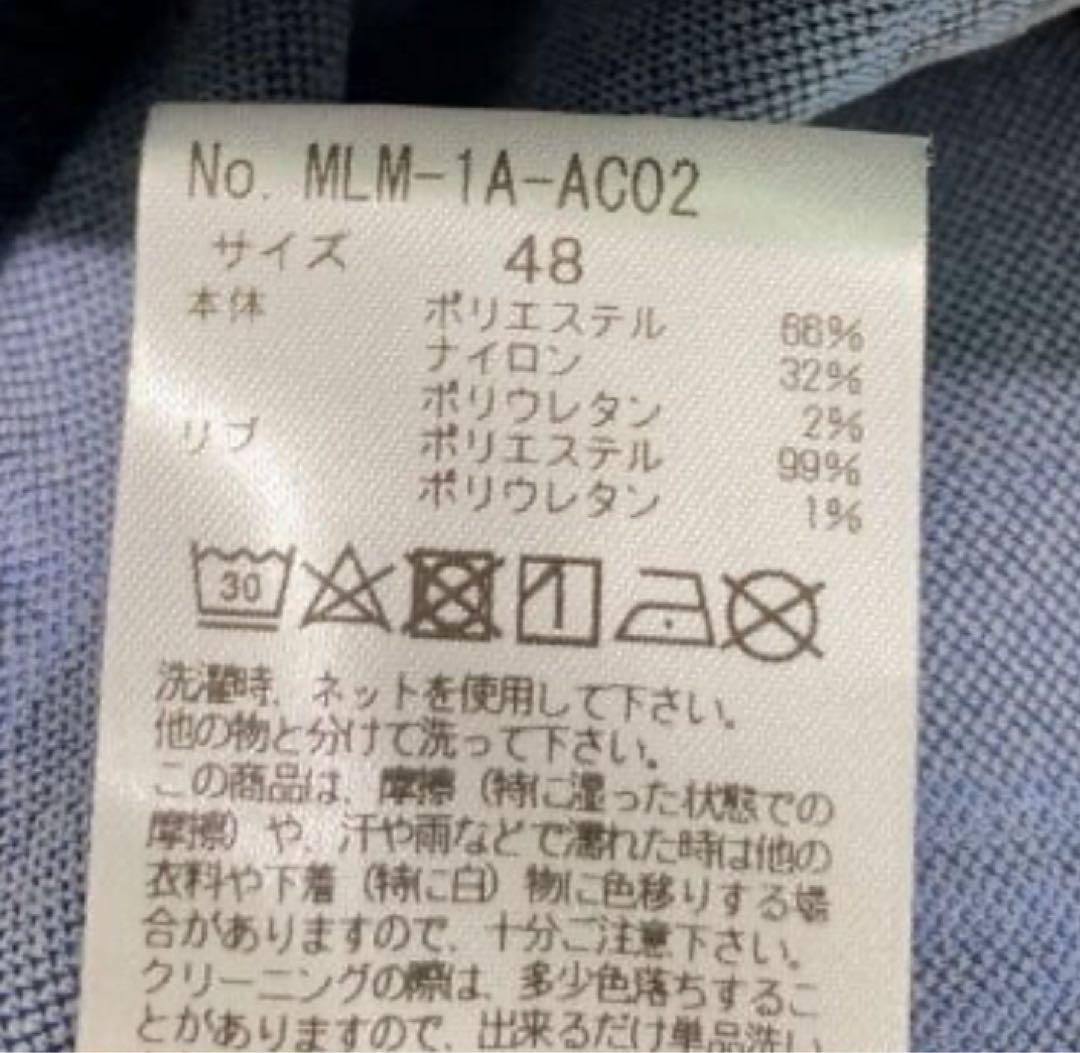 No. MLM-1A-AC02
サイズ 48
本体 ポリエステル 66%
ナイロン 32%
ポリウレタン 2%
リブ ポリエステル 99%
ポリウレタン 1%
30
洗濯時、ネットを使用して下さい。
他の物と分けて洗って下さい。
この商品は、摩擦（特に湿った状態での
摩擦）や、汗や雨などで濡れた時は他の
衣料や下着（特に白）物に色移りする場
合がありますので、十分ご注意下さい。
クリーニングの際は、多少色落ちするこ
とがありますので、出来るだけ単品洗い